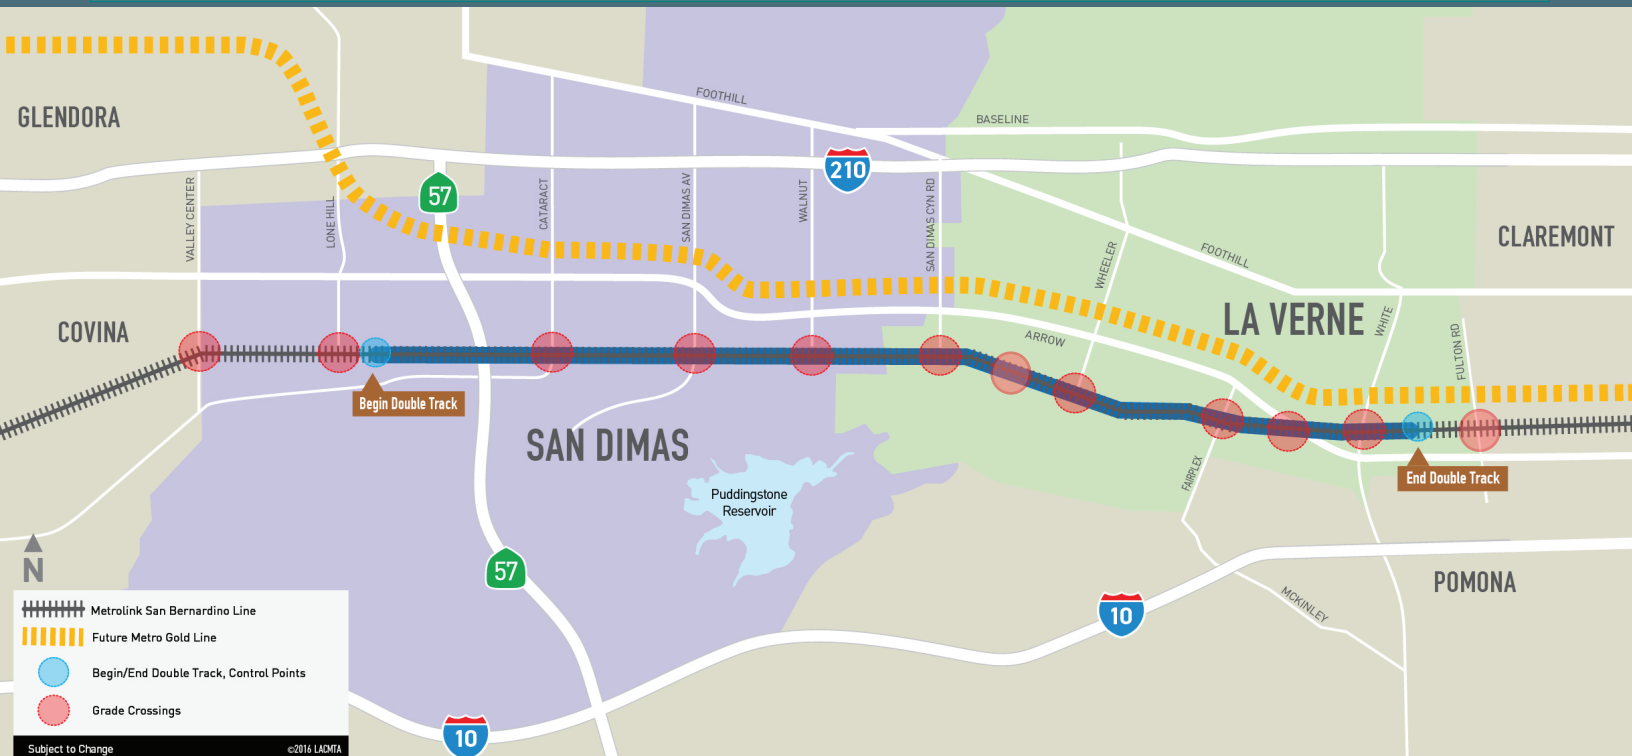 GLENDORA
FOOTHILL
BASELINE
210
57
VALLEY CENTER
LONE HILL
CATARACT
SAN DIMAS AV
WALNUT
SAN DIMAS CYN RD
WHEELER
FOOTHILL
CLAREMONT
COVINA
LA VERNE
ARROW
WHITE
FULTON RD
Begin Double Track
SAN DIMAS
Puddingstone
Reservoir
FAIRPLEX
End Double Track
N
57
POMONA
MCKINLEY
10
Metrolink San Bernardino Line
Future Metro Gold Line
Begin/End Double Track, Control Points
Grade Crossings
10
Subject to Change
©2016 LACMTA